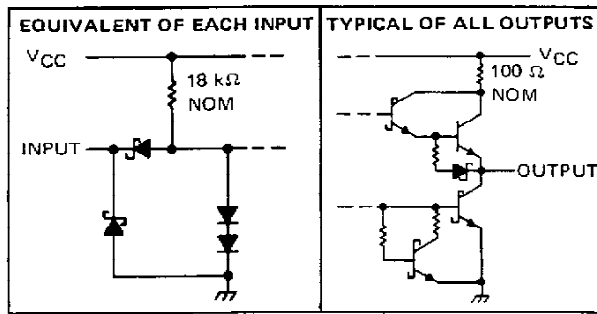 EQUIVALENT OF EACH INPUT
VCC
18 kΩ
NOM
INPUT
TYPICAL OF ALL OUTPUTS
VCC
100 Ω
NOM
OUTPUT